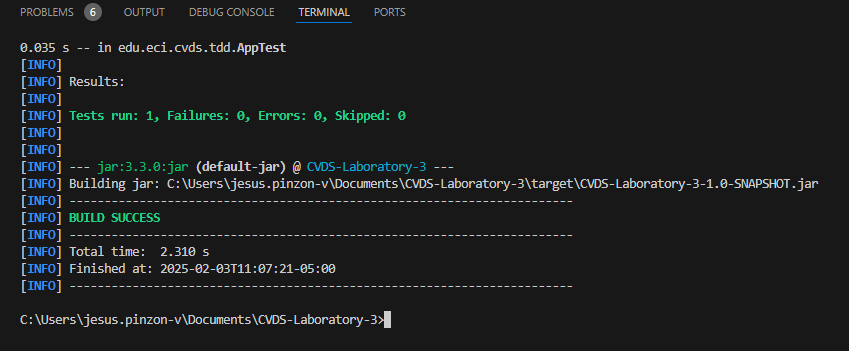 PROBLEMS 6 OUTPUT DEBUG CONSOLE TERMINAL PORTS
0.035 s -- in edu.eci.cvds.tdd.AppTest
[INFO]
[INFO] Results:
[INFO]
[INFO] Tests run: 1, Failures: 0, Errors: 0, Skipped: 0
[INFO]
[INFO]
[INFO] --- jar:3.3.0:jar (default-jar) @ CVDS-Laboratory-3 ---
[INFO] Building jar: C:\Users\jesus.pinzon-v\Documents\CVDS-Laboratory-3\target\CVDS-Laboratory-3-1.0-SNAPSHOT.jar
[INFO] ------------------------------------------------------------------------
[INFO] BUILD SUCCESS
[INFO] ------------------------------------------------------------------------
[INFO] Total time:  2.310 s
[INFO] Finished at: 2025-02-03T11:07:21-05:00
[INFO] ------------------------------------------------------------------------
C:\Users\jesus.pinzon-v\Documents\CVDS-Laboratory-3>